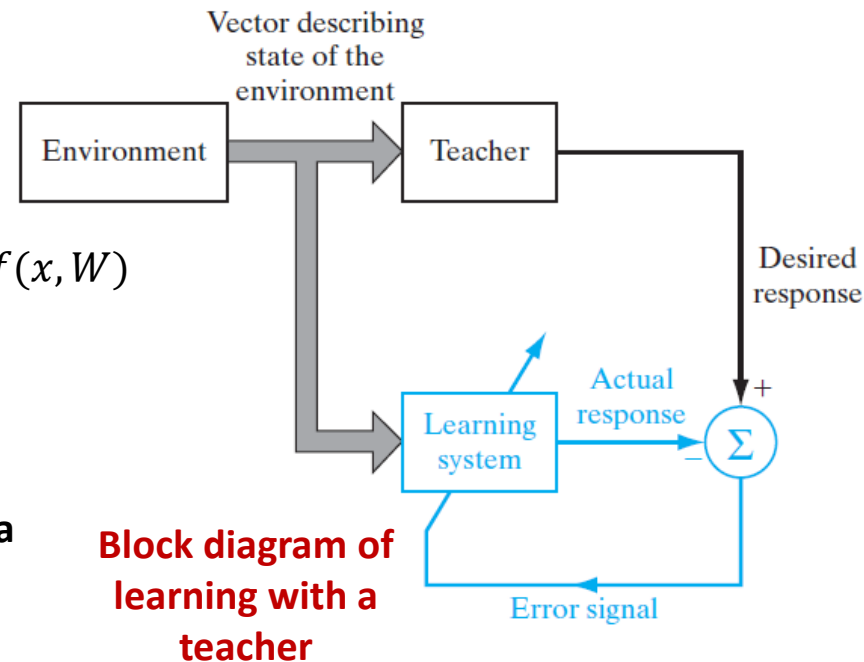 Vector describing
state of the
environment
Environment
Teacher
f(x, W)
Desired
response
+
Actual
response
Learning
system
−
Σ
a
Block diagram of
learning with a
teacher
Error signal